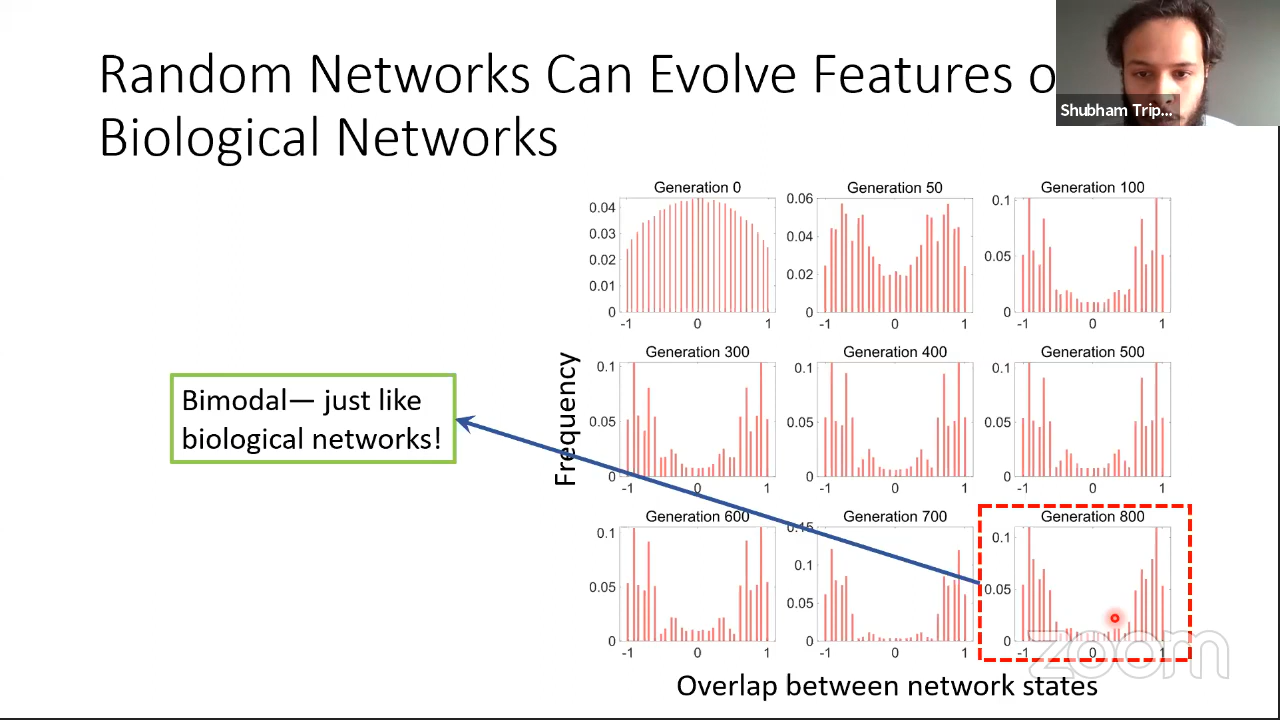 Random Networks Can Evolve Features o
Biological Networks
Shubham Trip...
Generation 0
0.04
0.03
0.02
0.01
0
-1 0 1
Generation 50
0.06
0.04
0.02
0
-1 0 1
Generation 100
0.1
0.05
0
-1 0 1
Generation 300
0.1
0.05
0
-1 0 1
Generation 400
0.1
0.05
0
-1 0 1
Generation 500
0.1
0.05
0
-1 0 1
Generation 600
0.1
0.05
0
-1 0 1
Generation 700
0.15
0.1
0.05
0
-1 0 1
Generation 800
0.1
0.05
0
-1 0 1
Frequency
Bimodal— just like
biological networks!
Overlap between network states
zoom